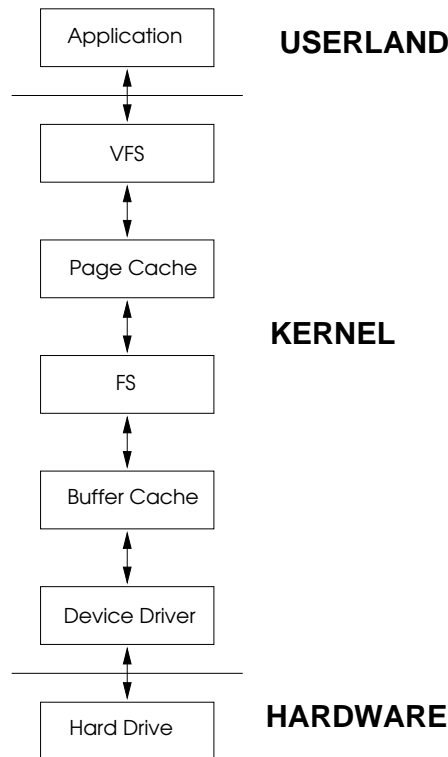 Application
USERLAND
VFS
Page Cache
KERNEL
FS
Buffer Cache
Device Driver
Hard Drive
HARDWARE